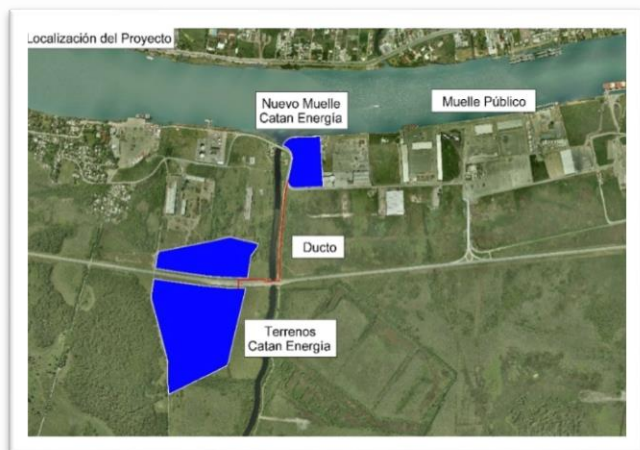 Localización del Proyecto
Nuevo Muelle
Catan Energía
Muelle Público
Ducto
Terrenos
Catan Energía